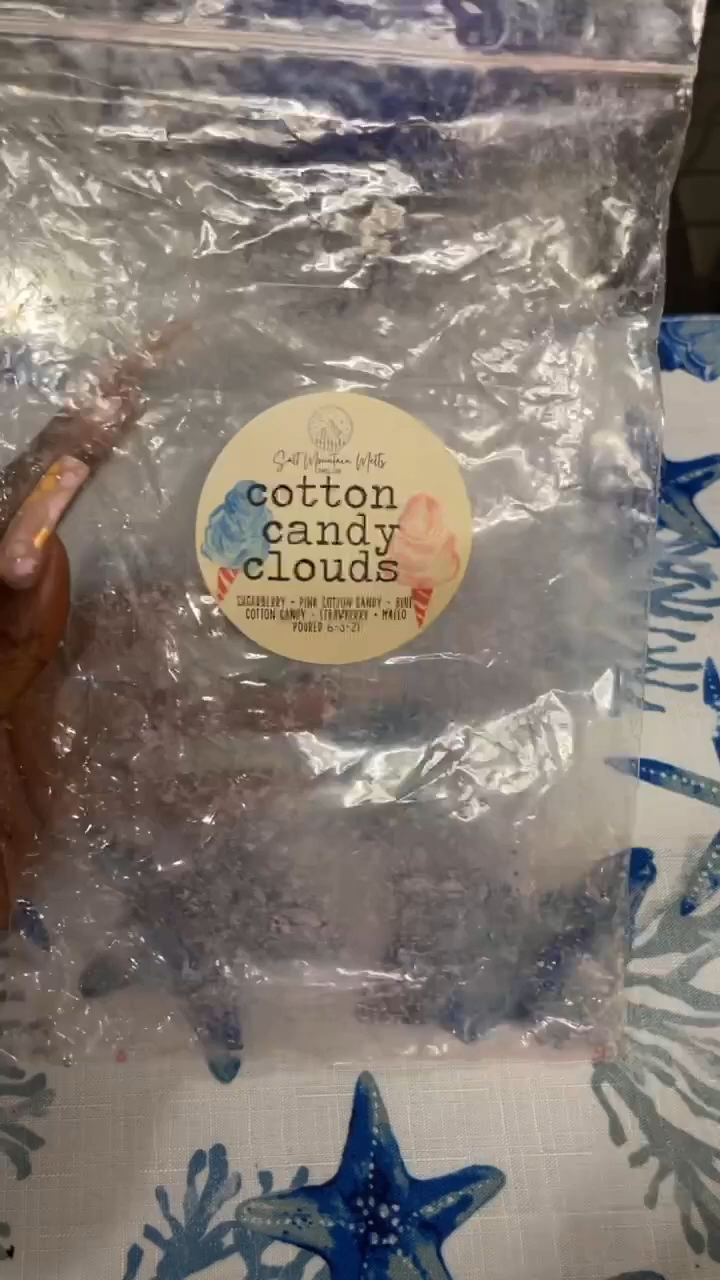 Salt Mountain Melts
cotton
candy
clouds
SUGARBERRY - PINK COTTON CANDY - BLUE
COTTON CANDY - STRAWBERRY - MALLO
POURED 6-3-21